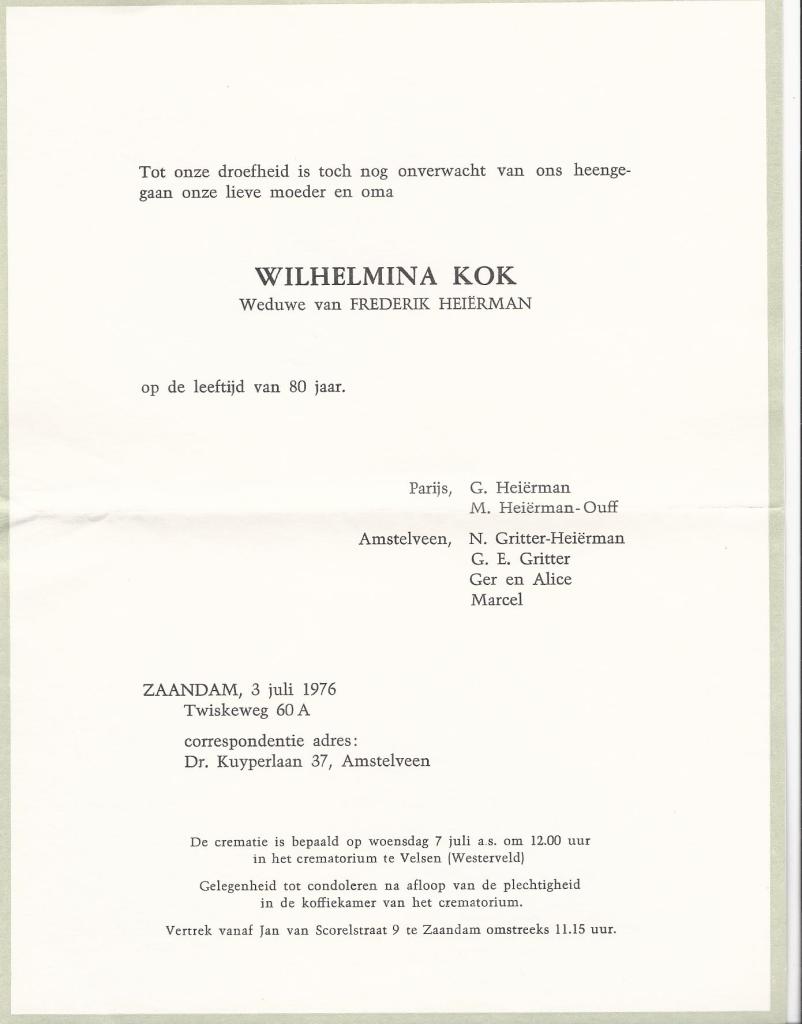 Tot onze droefheid is toch nog onverwacht van ons heenge-
gaan onze lieve moeder en oma
WILHELMINA KOK
Weduwe van FREDERIK HEIËRMAN
op de leeftijd van 80 jaar.
Parijs, G. Heiërman
M. Heiërman-Ouff
Amstelveen, N. Gritter-Heiërman
G. E. Gritter
Ger en Alice
Marcel
ZAANDAM, 3 juli 1976
Twiskeweg 60 A
correspondentie adres:
Dr. Kuyperlaan 37, Amstelveen
De crematie is bepaald op woensdag 7 juli a.s. om 12.00 uur
in het crematorium te Velsen (Westerveld)
Gelegenheid tot condoleren na afloop van de plechtigheid
in de koffiekamer van het crematorium.
Vertrek vanaf Jan van Scorelstraat 9 te Zaandam omstreeks 11.15 uur.